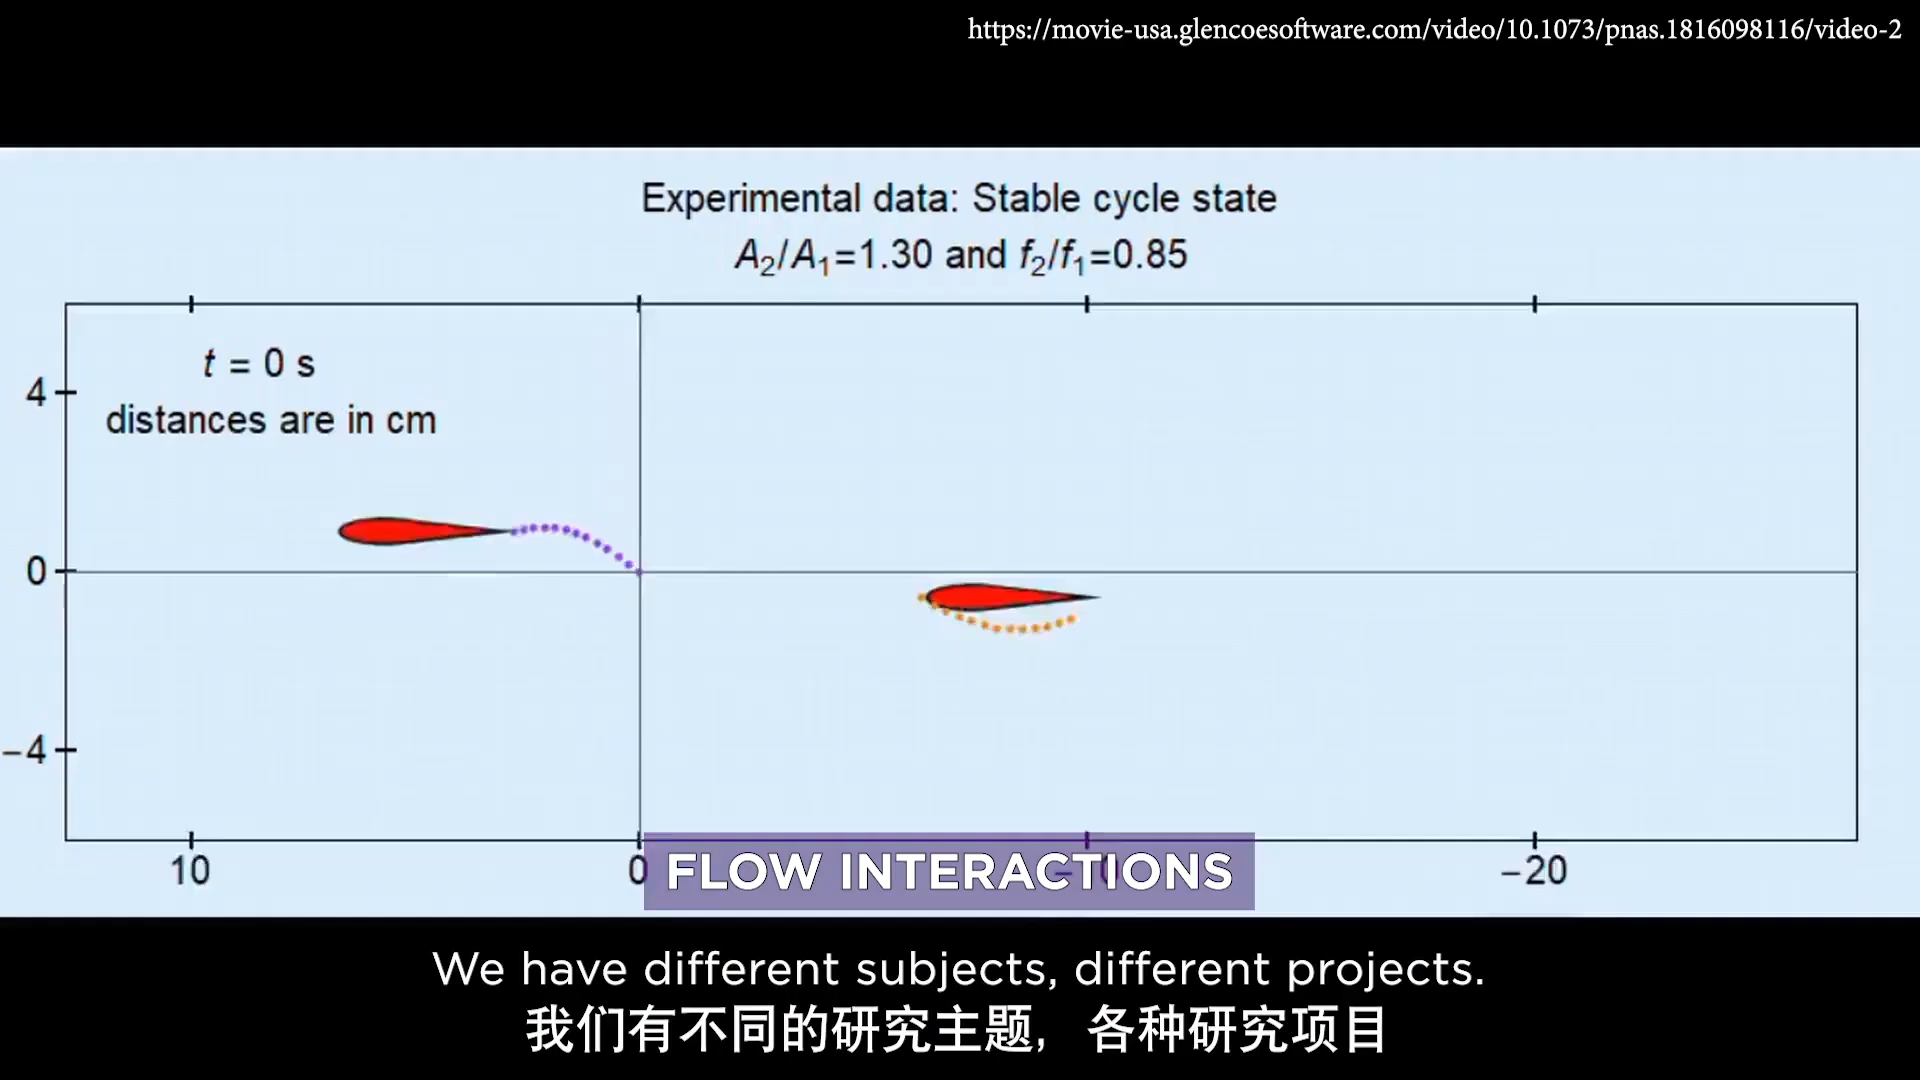 https://movie-usa.glencoesoftware.com/video/10.1073/pnas.1816098116/video-2
Experimental data: Stable cycle state
A₂/A₁=1.30 and f₂/f₁=0.85
t = 0 s
distances are in cm
4
0
−4
10
0
−20
FLOW INTERACTIONS
We have different subjects, different projects.
我们有不同的研究主题，各种研究项目